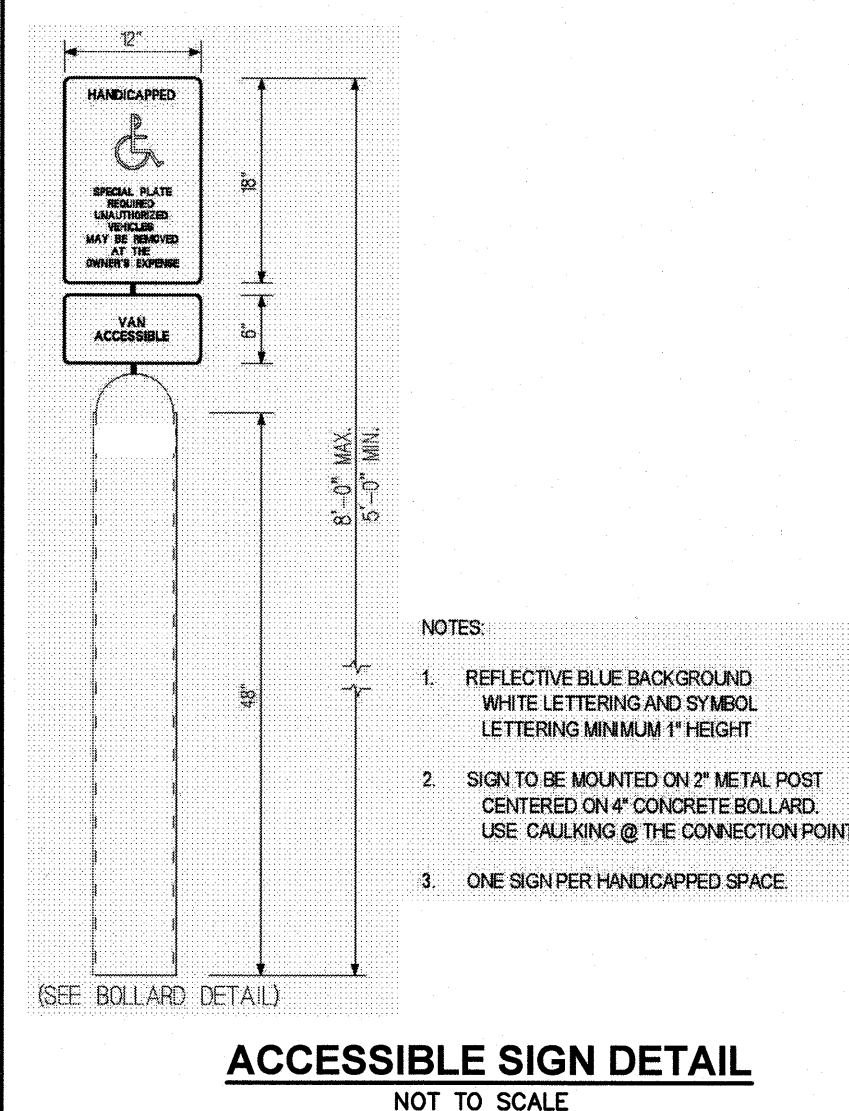 12"
HANDICAPPED
SPECIAL PLATE
REQUIRED
UNAUTHORIZED
VEHICLES
MAY BE REMOVED
AT THE
OWNER'S EXPENSE
18"
VAN
ACCESSIBLE
6"
8'-0" MAX.
5'-0" MIN.
48"
(SEE BOLLARD DETAIL)
NOTES:
1. REFLECTIVE BLUE BACKGROUND
WHITE LETTERING AND SYMBOL
LETTERING MINIMUM 1" HEIGHT
2. SIGN TO BE MOUNTED ON 2" METAL POST
CENTERED ON 4" CONCRETE BOLLARD.
USE CAULKING @ THE CONNECTION POINT
3. ONE SIGN PER HANDICAPPED SPACE.
ACCESSIBLE SIGN DETAIL
NOT TO SCALE